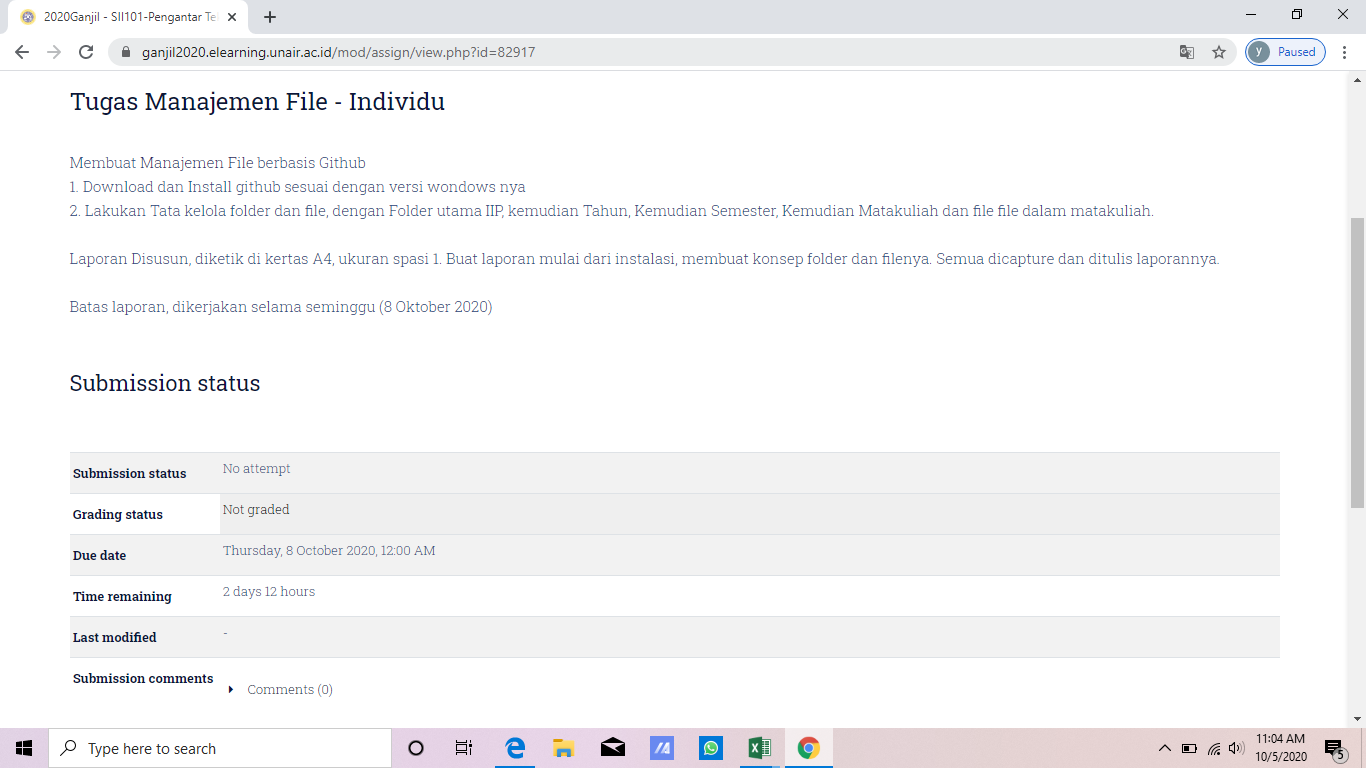 2020Ganjil - SII101-Pengantar Te
ganjil2020.elearning.unair.ac.id/mod/assign/view.php?id=82917
y Paused
Tugas Manajemen File - Individu
Membuat Manajemen File berbasis Github
1. Download dan Install github sesuai dengan versi wondows nya
2. Lakukan Tata kelola folder dan file, dengan Folder utama IIP, kemudian Tahun, Kemudian Semester, Kemudian Matakuliah dan file file dalam matakuliah.
Laporan Disusun, diketik di kertas A4, ukuran spasi 1. Buat laporan mulai dari instalasi, membuat konsep folder dan filenya. Semua dicapture dan ditulis laporannya.
Batas laporan, dikerjakan selama seminggu (8 Oktober 2020)
Submission status
Submission status No attempt
Grading status Not graded
Due date Thursday, 8 October 2020, 12:00 AM
Time remaining 2 days 12 hours
Last modified -
Submission comments Comments (0)
Type here to search
11:04 AM
10/5/2020
5